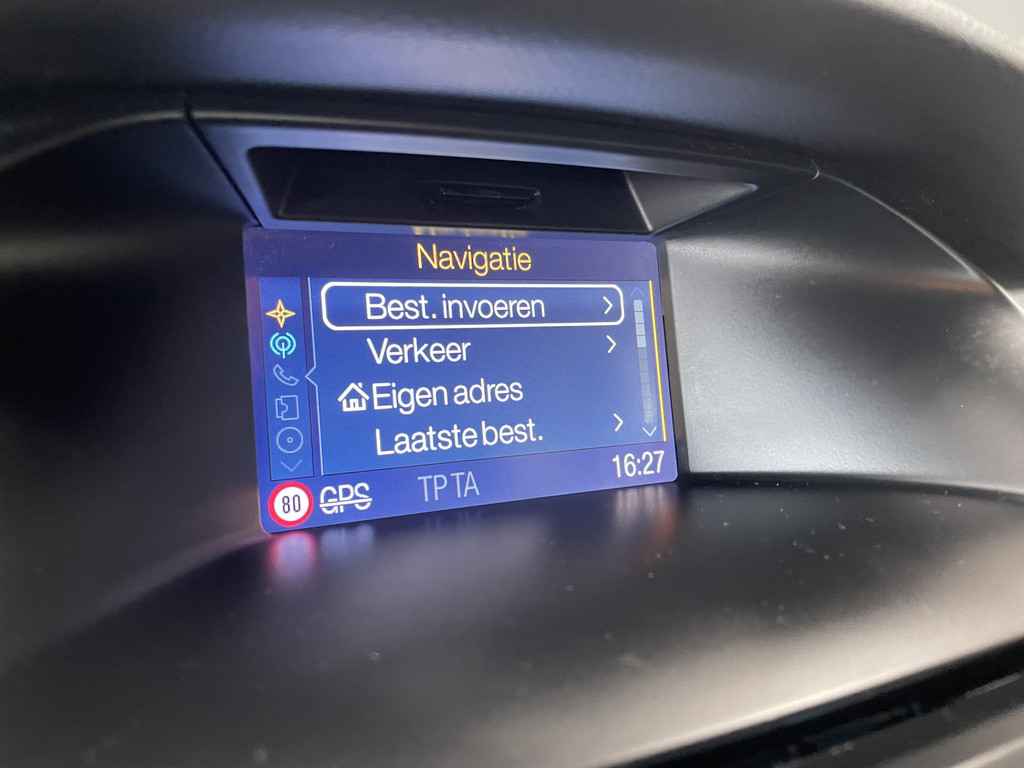 Navigatie
Best. invoeren
Verkeer
Eigen adres
Laatste best.
80 GPS TP TA 16:27